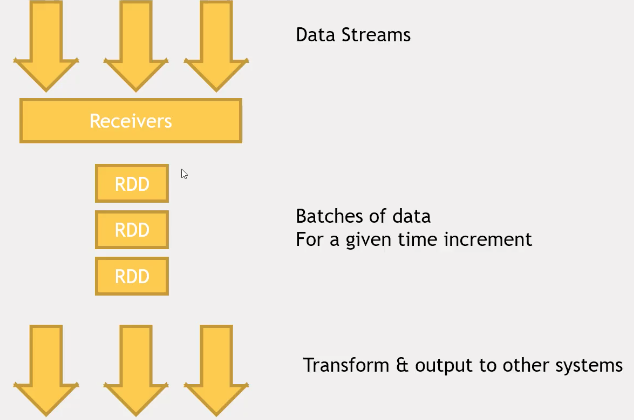 Data Streams
Receivers
RDD
RDD
RDD
Batches of data
For a given time increment
Transform & output to other systems